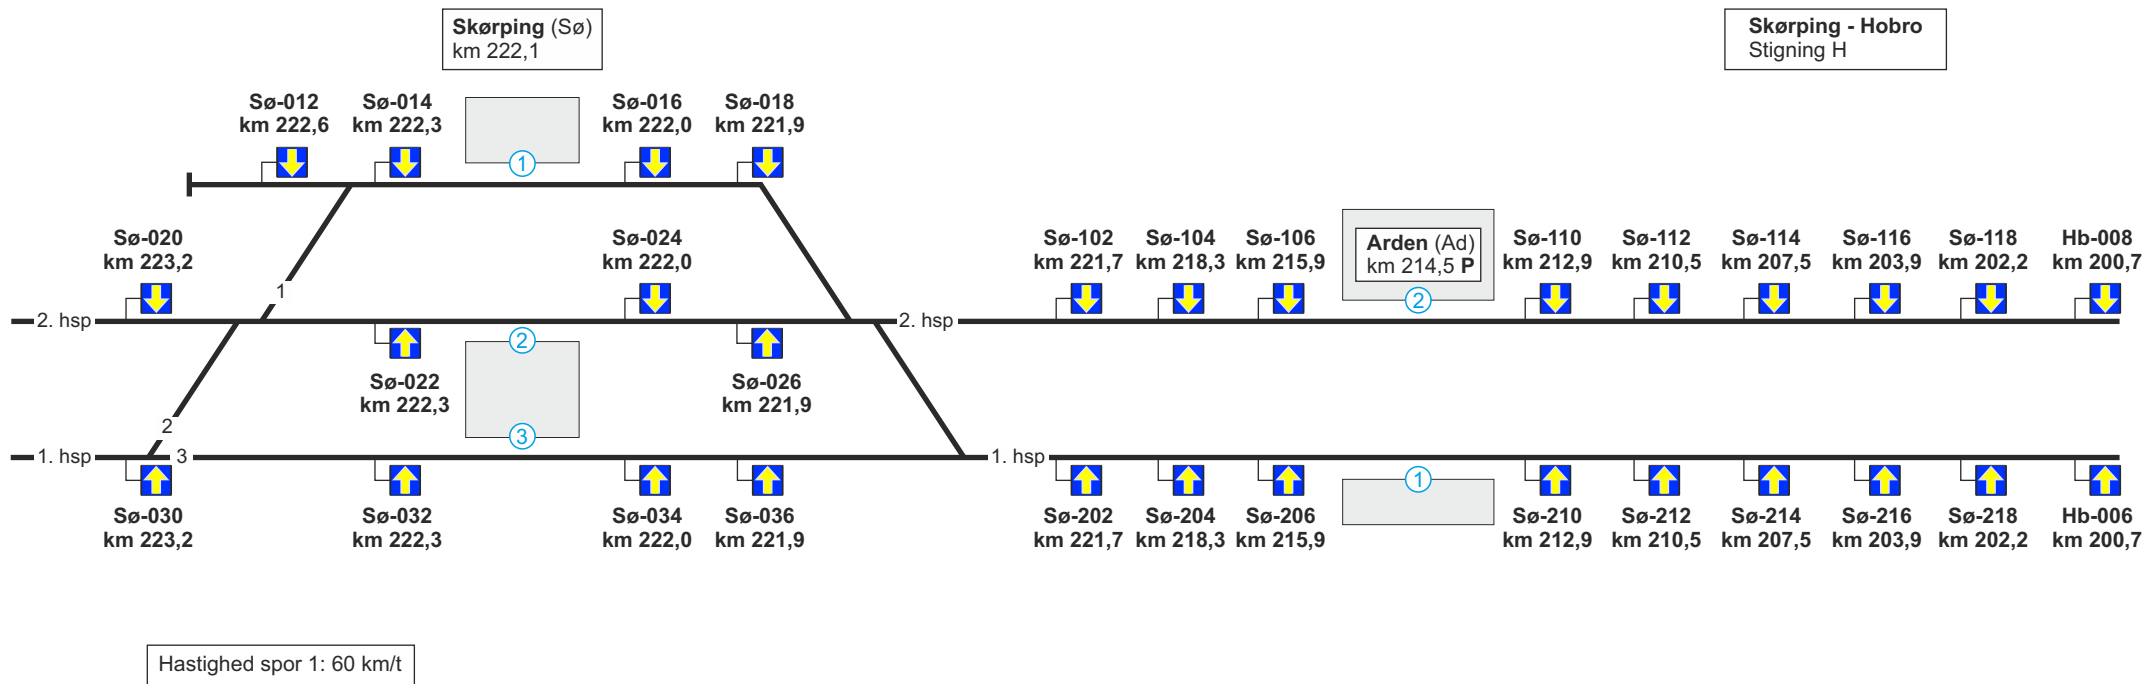 Skørping (Sø)
km 222,1
Skørping - Hobro
Stigning H
Sø-012
km 222,6
Sø-014
km 222,3
Sø-016
km 222,0
Sø-018
km 221,9
1
Sø-020
km 223,2
Sø-024
km 222,0
Sø-102
km 221,7
Sø-104
km 218,3
Sø-106
km 215,9
Arden (Ad)
km 214,5 P
Sø-110
km 212,9
Sø-112
km 210,5
Sø-114
km 207,5
Sø-116
km 203,9
Sø-118
km 202,2
Hb-008
km 200,7
1
2
2. hsp
2. hsp
2
Sø-022
km 222,3
Sø-026
km 221,9
2
3
1. hsp
3
1. hsp
1
Sø-030
km 223,2
Sø-032
km 222,3
Sø-034
km 222,0
Sø-036
km 221,9
Sø-202
km 221,7
Sø-204
km 218,3
Sø-206
km 215,9
Sø-210
km 212,9
Sø-212
km 210,5
Sø-214
km 207,5
Sø-216
km 203,9
Sø-218
km 202,2
Hb-006
km 200,7
Hastighed spor 1: 60 km/t